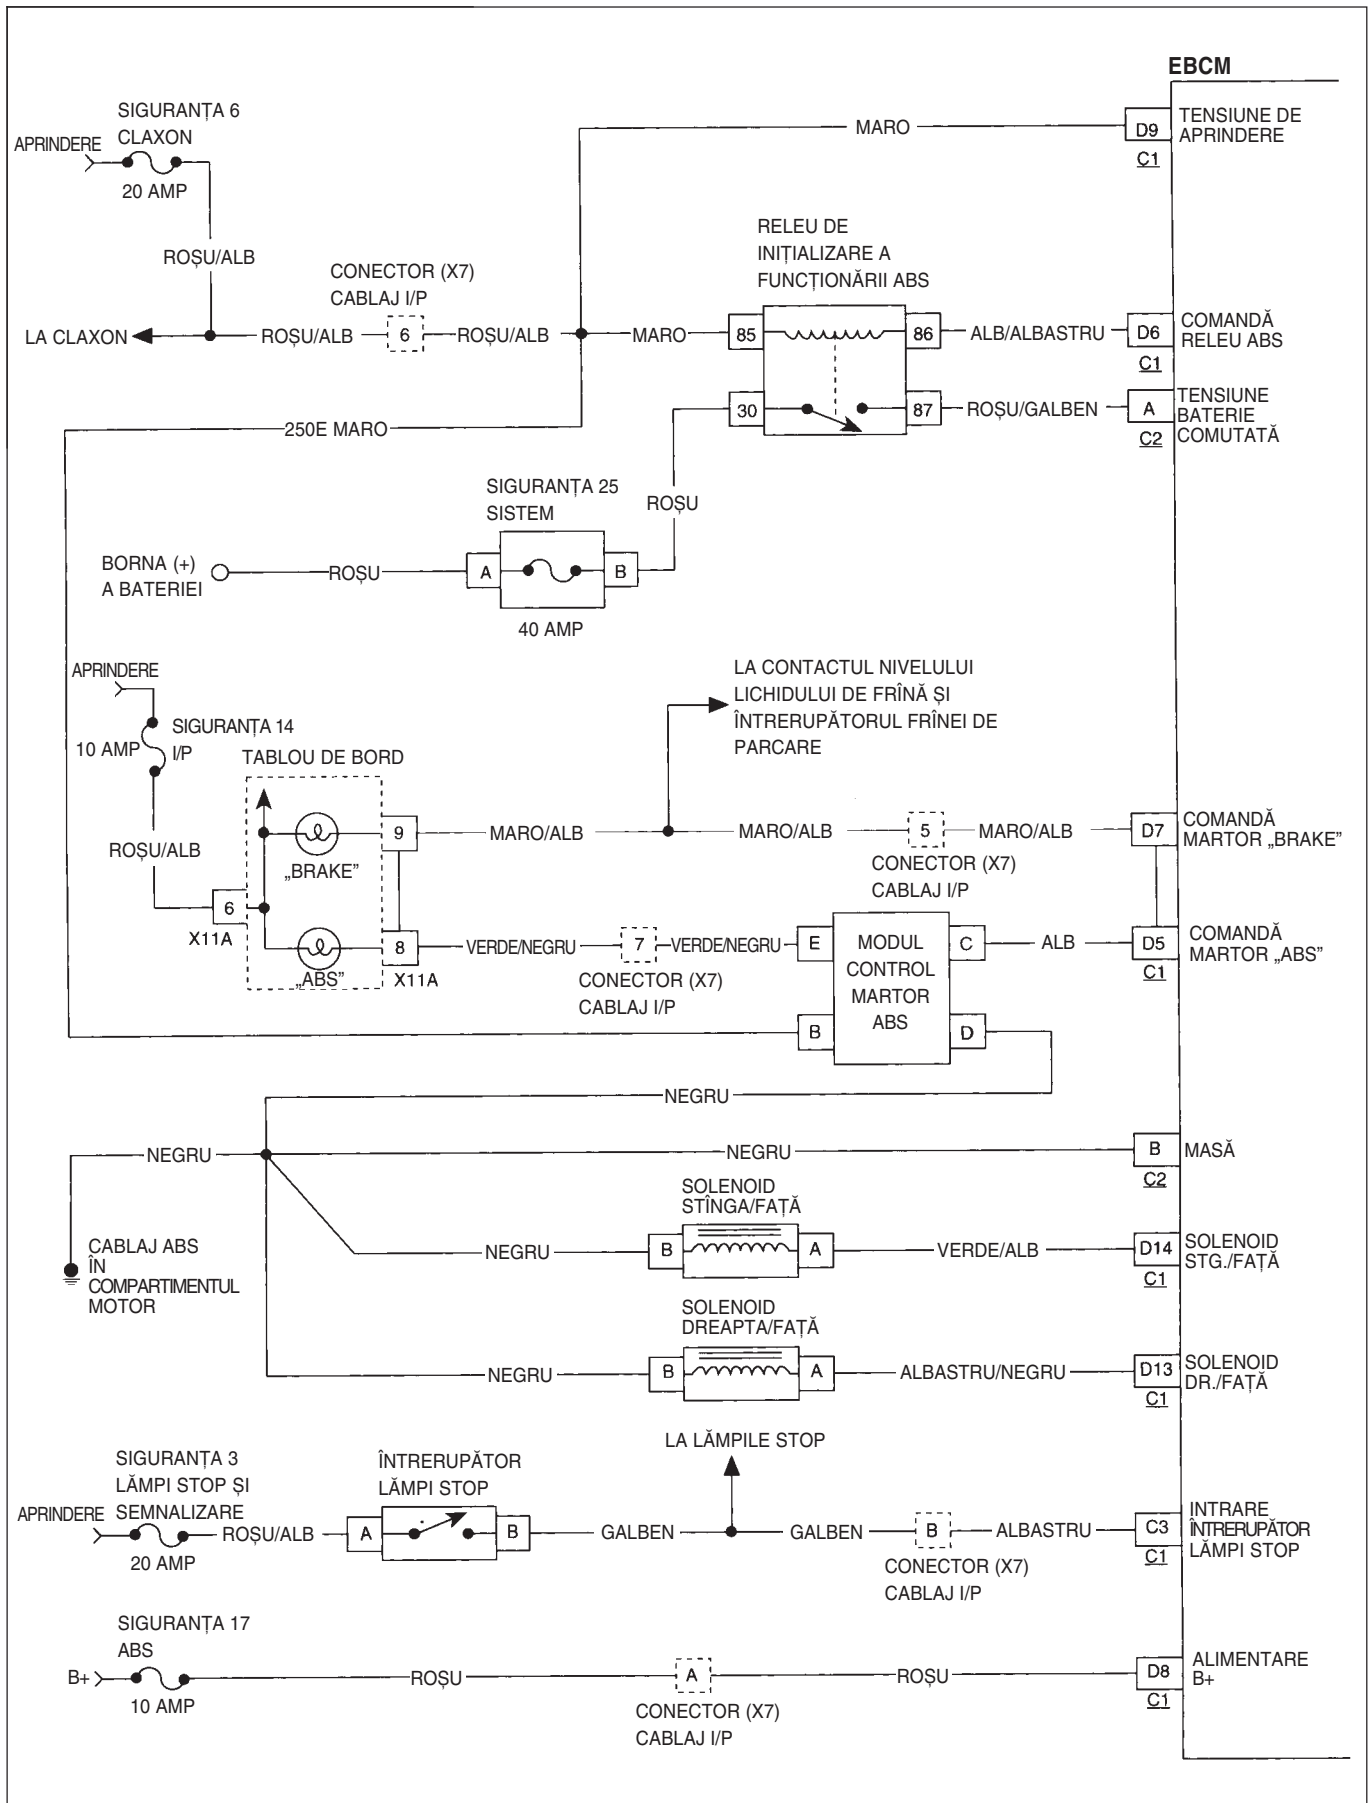 EBCM
SIGURANȚA 6
CLAXON
APRINDERE
20 AMP
MARO
D9
C1
TENSIUNE DE
APRINDERE
ROȘU/ALB
CONECTOR (X7)
CABLAJ I/P
RELEU DE
INIȚIALIZARE A
FUNCȚIONĂRII ABS
LA CLAXON
ROȘU/ALB
6
ROȘU/ALB
MARO
85
86
ALB/ALBASTRU
D6
C1
COMANDĂ
RELEU ABS
30
87
ROȘU/GALBEN
A
C2
TENSIUNE
BATERIE
COMUTATĂ
250E MARO
SIGURANȚA 25
SISTEM
ROȘU
BORNA (+)
A BATERIEI
ROȘU
A
B
40 AMP
APRINDERE
10 AMP
SIGURANȚA 14
I/P
TABLOU DE BORD
LA CONTACTUL NIVELULUI
LICHIDULUI DE FRÎNĂ ȘI
ÎNTRERUPĂTORUL FRÎNEI DE
PARCARE
ROȘU/ALB
„BRAKE”
9
MARO/ALB
MARO/ALB
5
MARO/ALB
CONECTOR (X7)
CABLAJ I/P
D7
COMANDĂ
MARTOR „BRAKE”
6
X11A
„ABS”
8
X11A
VERDE/NEGRU
7
VERDE/NEGRU
CONECTOR (X7)
CABLAJ I/P
E
MODUL
CONTROL
MARTOR
ABS
C
ALB
D5
C1
COMANDĂ
MARTOR „ABS”
B
D
NEGRU
NEGRU
NEGRU
B
C2
MASĂ
CABLAJ ABS
ÎN
COMPARTIMENTUL
MOTOR
SOLENOID
STÎNGA/FAȚĂ
NEGRU
B
A
VERDE/ALB
D14
C1
SOLENOID
STG./FAȚĂ
SOLENOID
DREAPTA/FAȚĂ
NEGRU
B
A
ALBASTRU/NEGRU
D13
C1
SOLENOID
DR./FAȚĂ
SIGURANȚA 3
LĂMPI STOP ȘI
SEMNALIZARE
APRINDERE
20 AMP
ROȘU/ALB
ÎNTRERUPĂTOR
LĂMPI STOP
A
B
LA LĂMPILE STOP
GALBEN
GALBEN
B
CONECTOR (X7)
CABLAJ I/P
ALBASTRU
C3
C1
INTRARE
ÎNTRERUPĂTOR
LĂMPI STOP
SIGURANȚA 17
ABS
B+
10 AMP
ROȘU
A
CONECTOR (X7)
CABLAJ I/P
ROȘU
D8
C1
ALIMENTARE
B+